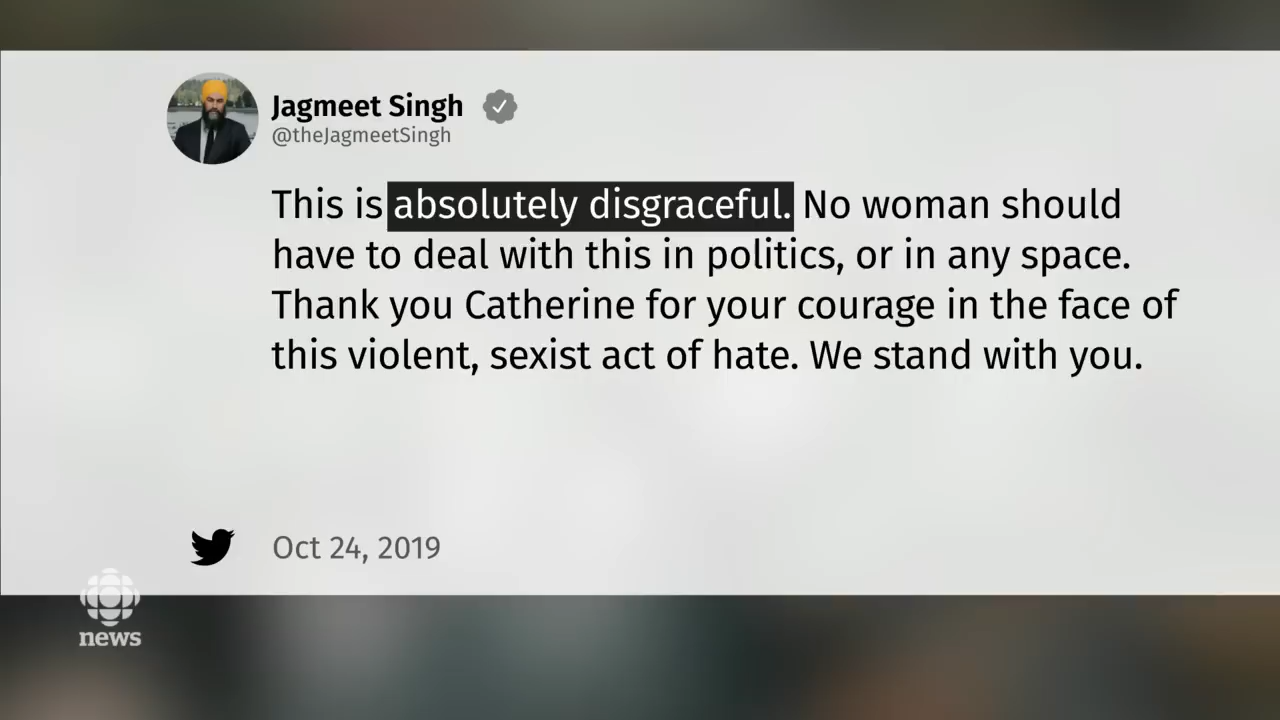 Jagmeet Singh
@theJagmeetSingh
This is absolutely disgraceful. No woman should
have to deal with this in politics, or in any space.
Thank you Catherine for your courage in the face of
this violent, sexist act of hate. We stand with you.
Oct 24, 2019
news